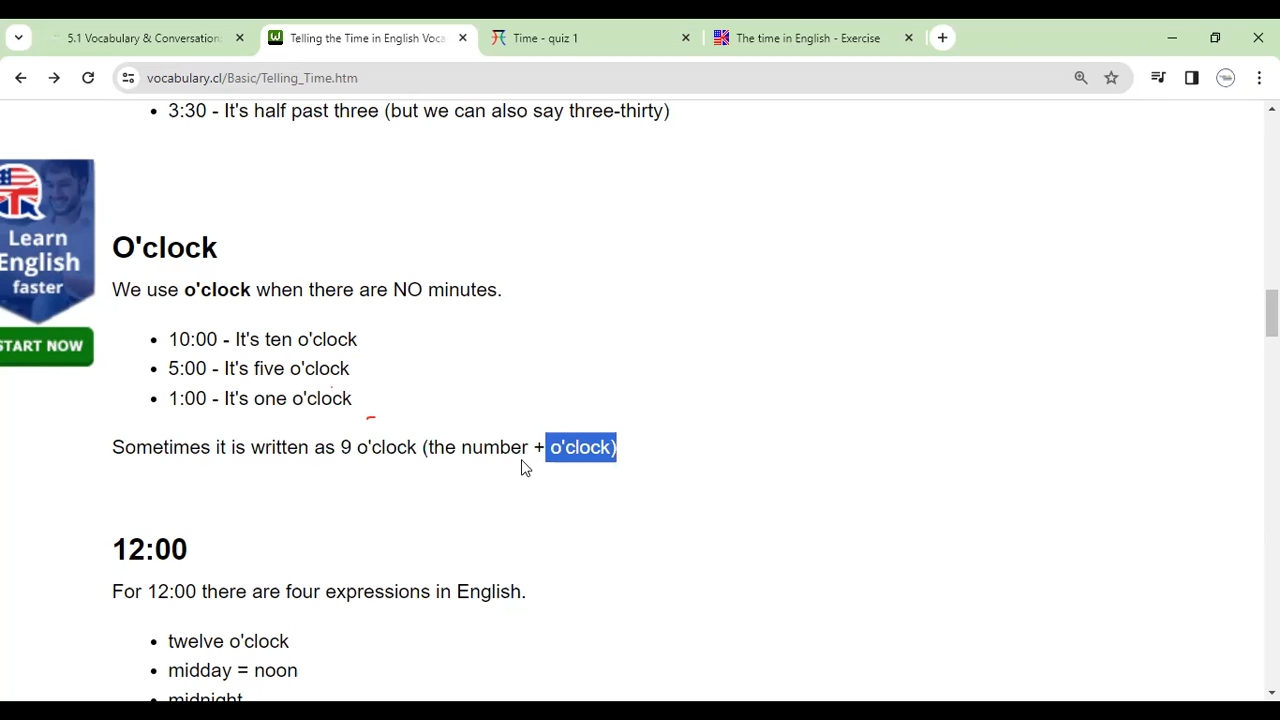 5.1 Vocabulary & Conversation
Telling the Time in English Voca
Time - quiz 1
The time in English - Exercise
vocabulary.cl/Basic/Telling_Time.htm
• 3:30 - It's half past three (but we can also say three-thirty)
Learn
English
faster
START NOW
O'clock
We use o'clock when there are NO minutes.
• 10:00 - It's ten o'clock
• 5:00 - It's five o'clock
• 1:00 - It's one o'clock
Sometimes it is written as 9 o'clock (the number + o'clock)
12:00
For 12:00 there are four expressions in English.
• twelve o'clock
• midday = noon
• midnight